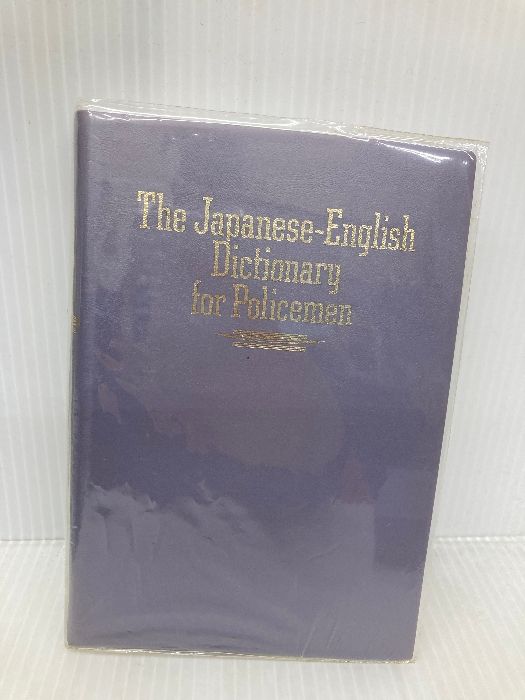 The Japanese-English
Dictionary
for Policemen